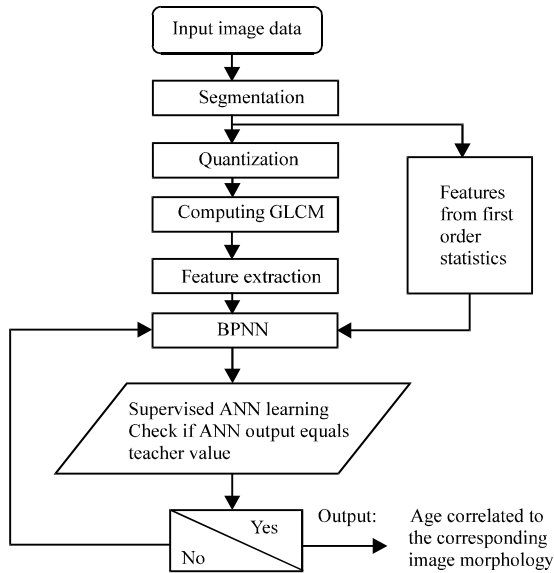 Input image data
Segmentation
Quantization
Computing GLCM
Feature extraction
Features
from first
order
statistics
BPNN
Supervised ANN learning
Check if ANN output equals
teacher value
Yes
No
Output:
Age correlated to
the corresponding
image morphology